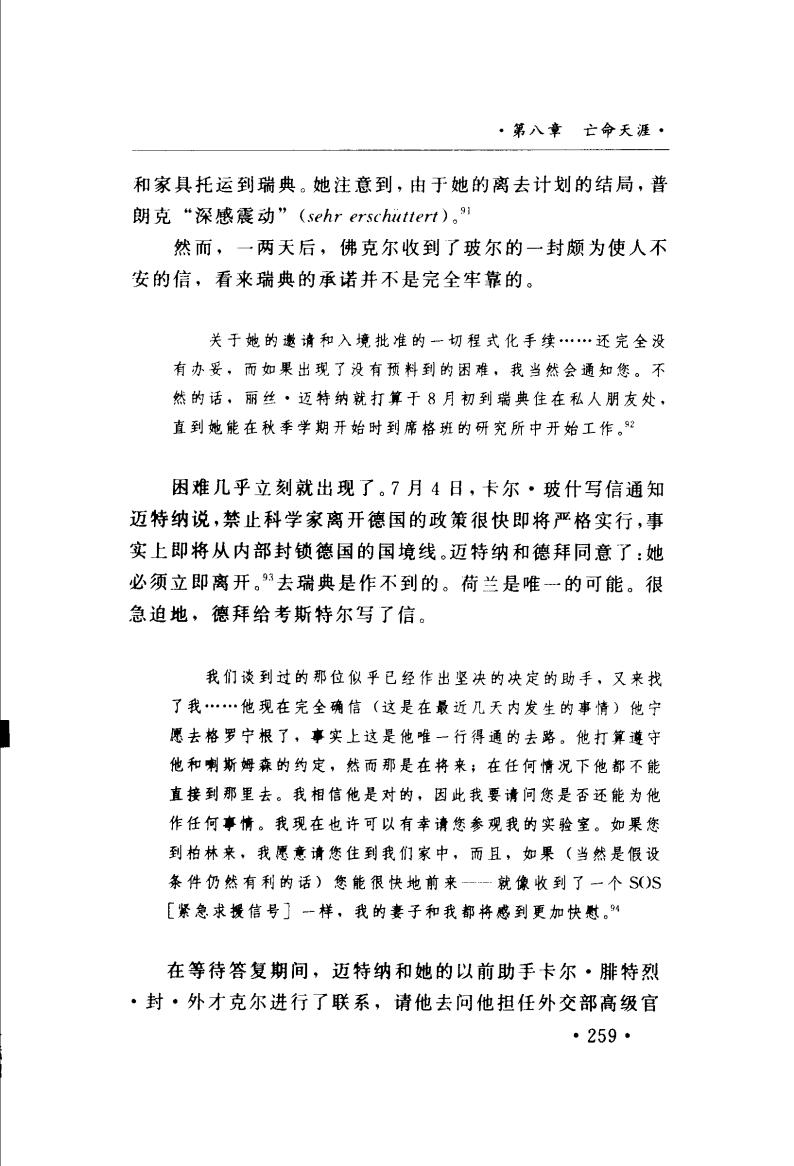 ·第八章 亡命天涯·
和家具托运到瑞典。她注意到，由于她的离去计划的结局，普
朗克“深感震动”(sehr erschüttert)。91
然而，一两天后，佛克尔收到了玻尔的一封颇为使人不
安的信，看来瑞典的承诺并不是完全牢靠的。
关于她的邀请和入境批准的一切程式化手续……还完全没
有办妥，而如果出现了没有预料到的困难，我当然会通知您。不
然的话，丽丝·迈特纳就打算于8月初到瑞典住在私人朋友处，
直到她能在秋季学期开始时到席格班的研究所中开始工作。92
困难几乎立刻就出现了。7月4日，卡尔·玻什写信通知
迈特纳说，禁止科学家离开德国的政策很快即将严格实行，事
实上即将从内部封锁德国的国境线。迈特纳和德拜同意了：她
必须立即离开。93去瑞典是作不到的。荷兰是唯一的可能。很
急迫地，德拜给考斯特尔写了信。
我们谈到过的那位似乎已经作出坚决的决定的助手，又来找
了我……他现在完全确信（这是在最近几天内发生的事情）他宁
愿去格罗宁根了，事实上这是他唯一行得通的去路。他打算遵守
他和喇斯姆森的约定，然而那是在将来；在任何情况下他都不能
直接到那里去。我相信他是对的，因此我要请问您是否还能为他
作任何事情。我现在也许可以有幸请您参观我的实验室。如果您
到柏林来，我愿意请您住到我们家中，而且，如果（当然是假设
条件仍然有利的话）您能很快地前来——就像收到了一个SOS
［紧急求援信号］一样，我的妻子和我都将感到更加快慰。94
在等待答复期间，迈特纳和她的以前助手卡尔·腓特烈
·封·外才克尔进行了联系，请他去问他担任外交部高级官
·259·